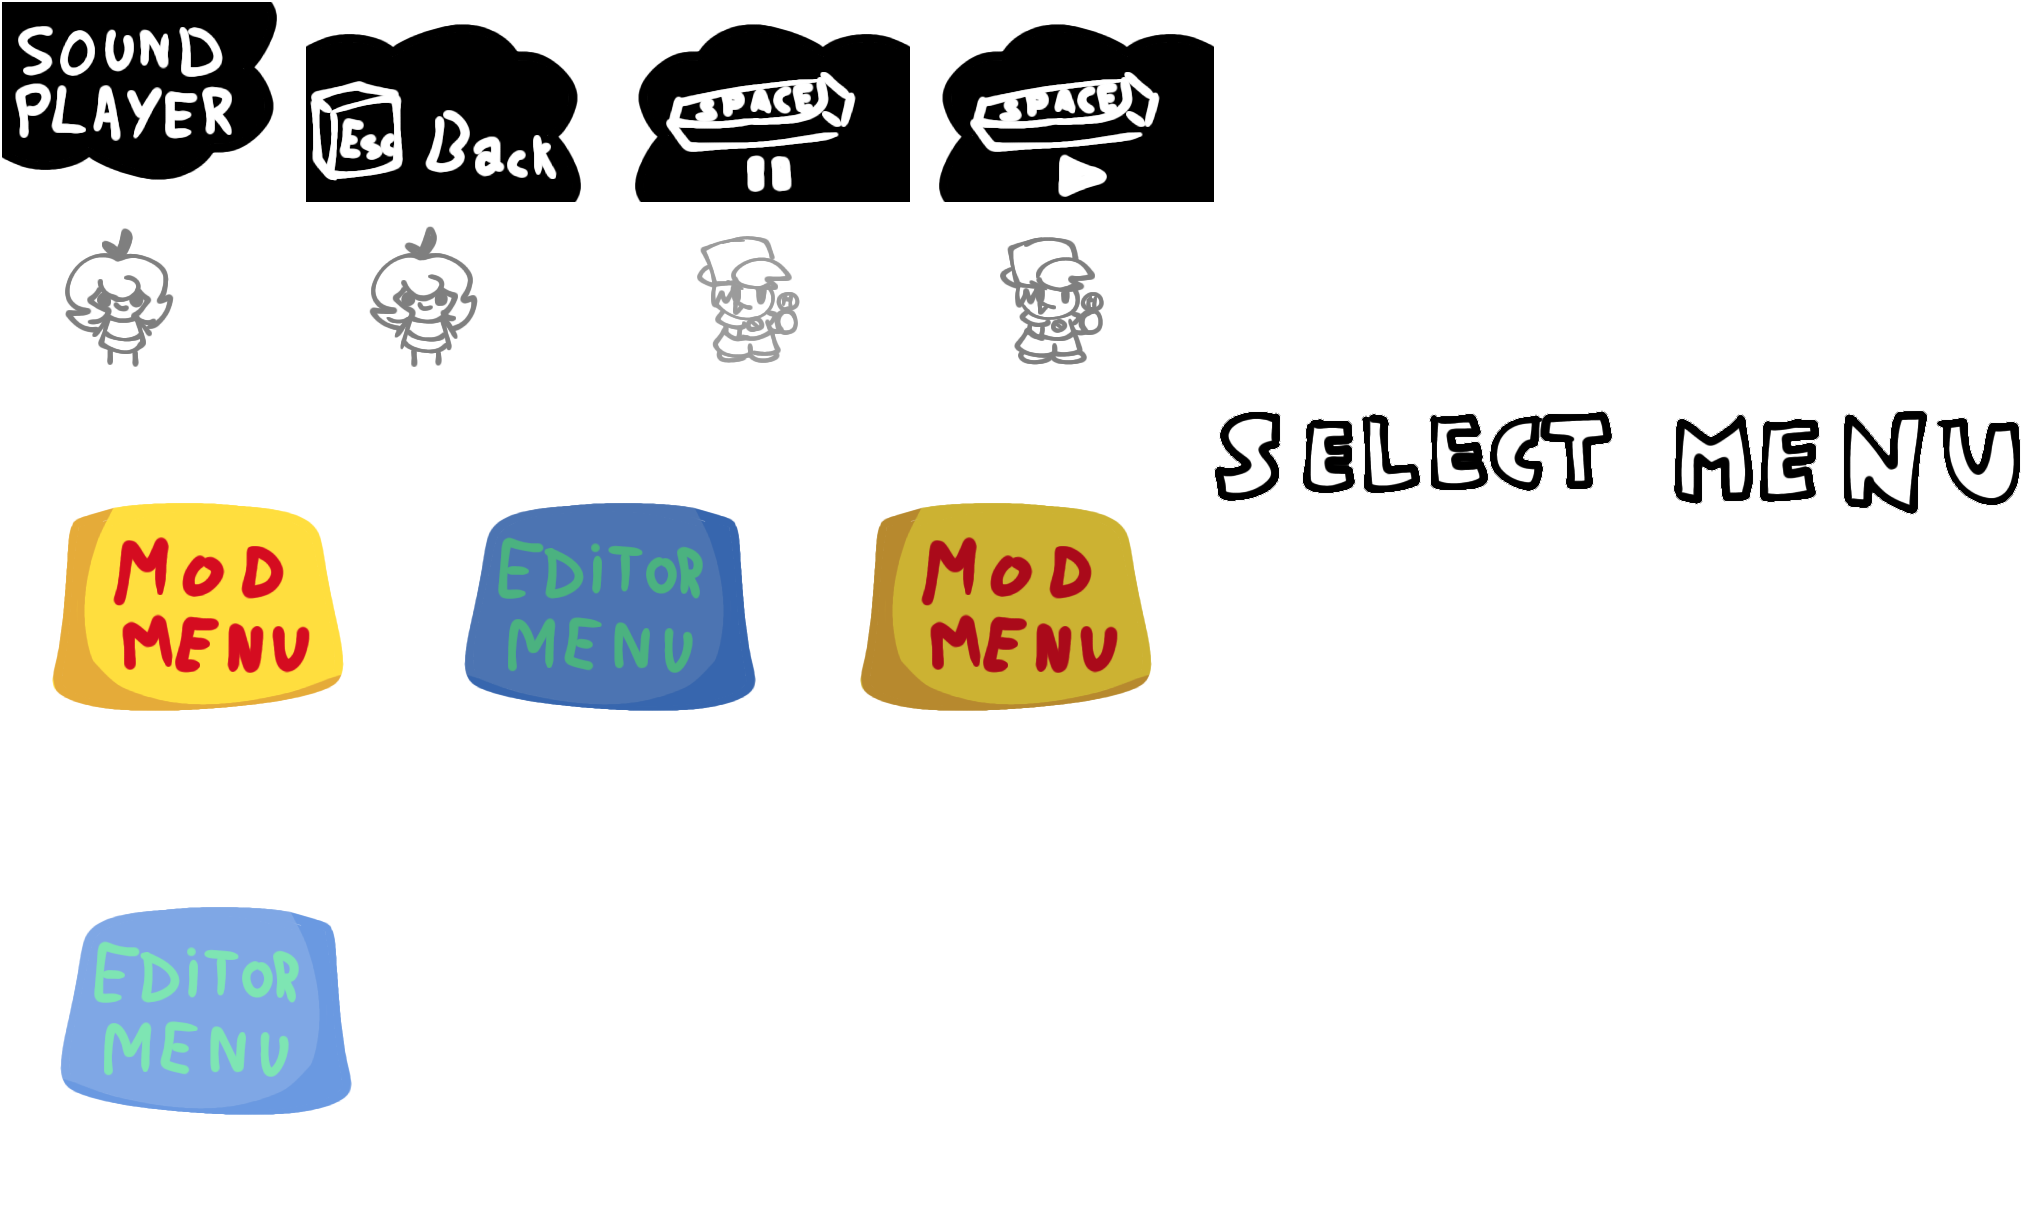 SOUND
PLAYER
Esc Back
SPACE
SPACE
SELECT MENU
MOD
MENU
EDiTOR
MENU
MOD
MENU
EDiTOR
MENU